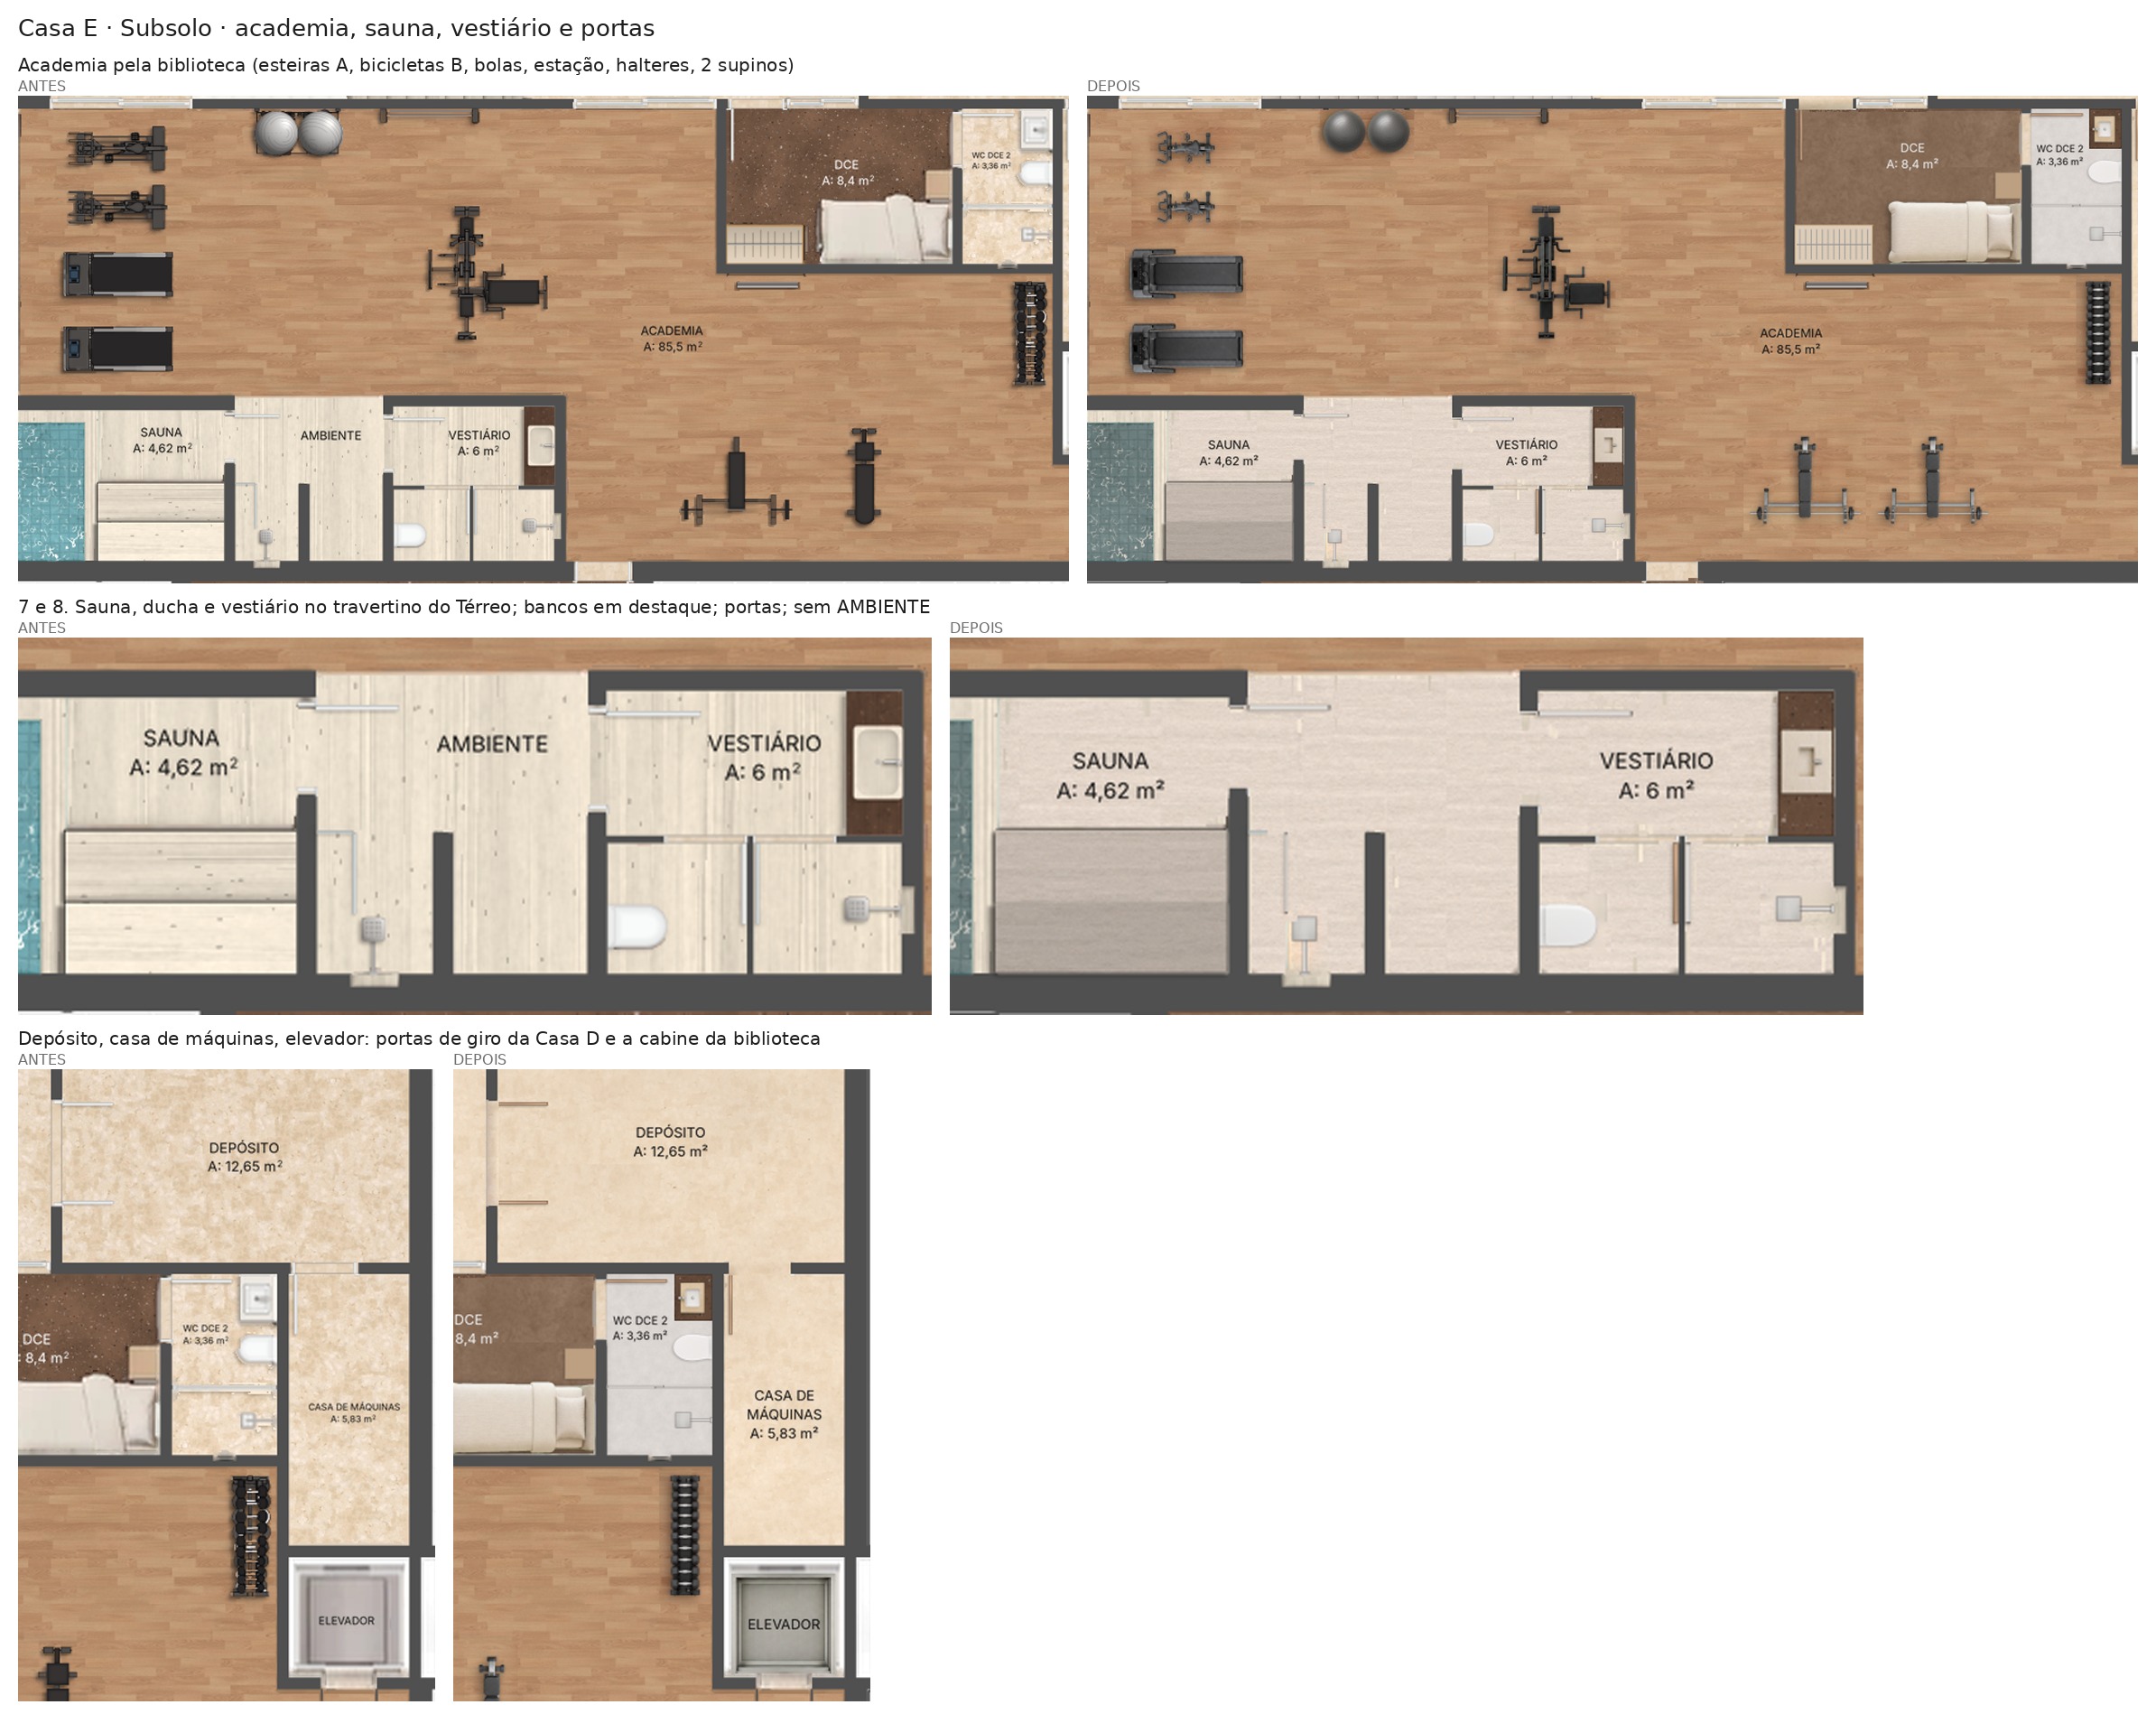 Casa E · Subsolo · academia, sauna, vestiário e portas
Academia pela biblioteca (esteiras A, bicicletas B, bolas, estação, halteres, 2 supinos)
ANTES
DEPOIS
DCE
A: 8,4 m²
WC DCE 2
A: 3,36 m²
ACADEMIA
A: 85,5 m²
SAUNA
A: 4,62 m²
AMBIENTE
VESTIÁRIO
A: 6 m²
DCE
A: 8,4 m²
WC DCE 2
A: 3,36 m²
ACADEMIA
A: 85,5 m²
SAUNA
A: 4,62 m²
VESTIÁRIO
A: 6 m²
7 e 8. Sauna, ducha e vestiário no travertino do Térreo; bancos em destaque; portas; sem AMBIENTE
ANTES
DEPOIS
SAUNA
A: 4,62 m²
AMBIENTE
VESTIÁRIO
A: 6 m²
SAUNA
A: 4,62 m²
VESTIÁRIO
A: 6 m²
Depósito, casa de máquinas, elevador: portas de giro da Casa D e a cabine da biblioteca
ANTES
DEPOIS
DEPÓSITO
A: 12,65 m²
WC DCE 2
A: 3,36 m²
DCE
: 8,4 m²
CASA DE MÁQUINAS
A: 5,83 m²
ELEVADOR
DEPÓSITO
A: 12,65 m²
DCE
8,4 m²
WC DCE 2
A: 3,36 m²
CASA DE
MÁQUINAS
A: 5,83 m²
ELEVADOR